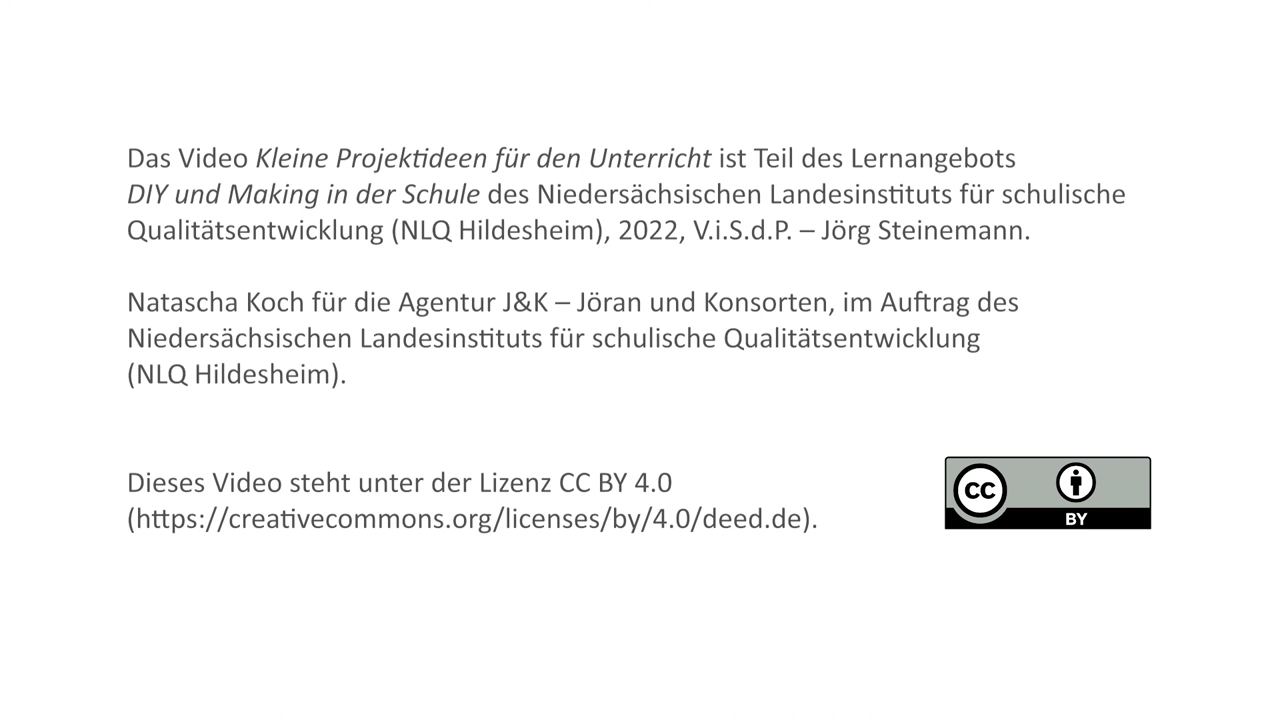 Das Video Kleine Projektideen für den Unterricht ist Teil des Lernangebots
DIY und Making in der Schule des Niedersächsischen Landesinstituts für schulische
Qualitätsentwicklung (NLQ Hildesheim), 2022, V.i.S.d.P. – Jörg Steinemann.
Natascha Koch für die Agentur J&K – Jöran und Konsorten, im Auftrag des
Niedersächsischen Landesinstituts für schulische Qualitätsentwicklung
(NLQ Hildesheim).
Dieses Video steht unter der Lizenz CC BY 4.0
(https://creativecommons.org/licenses/by/4.0/deed.de).
CC
BY